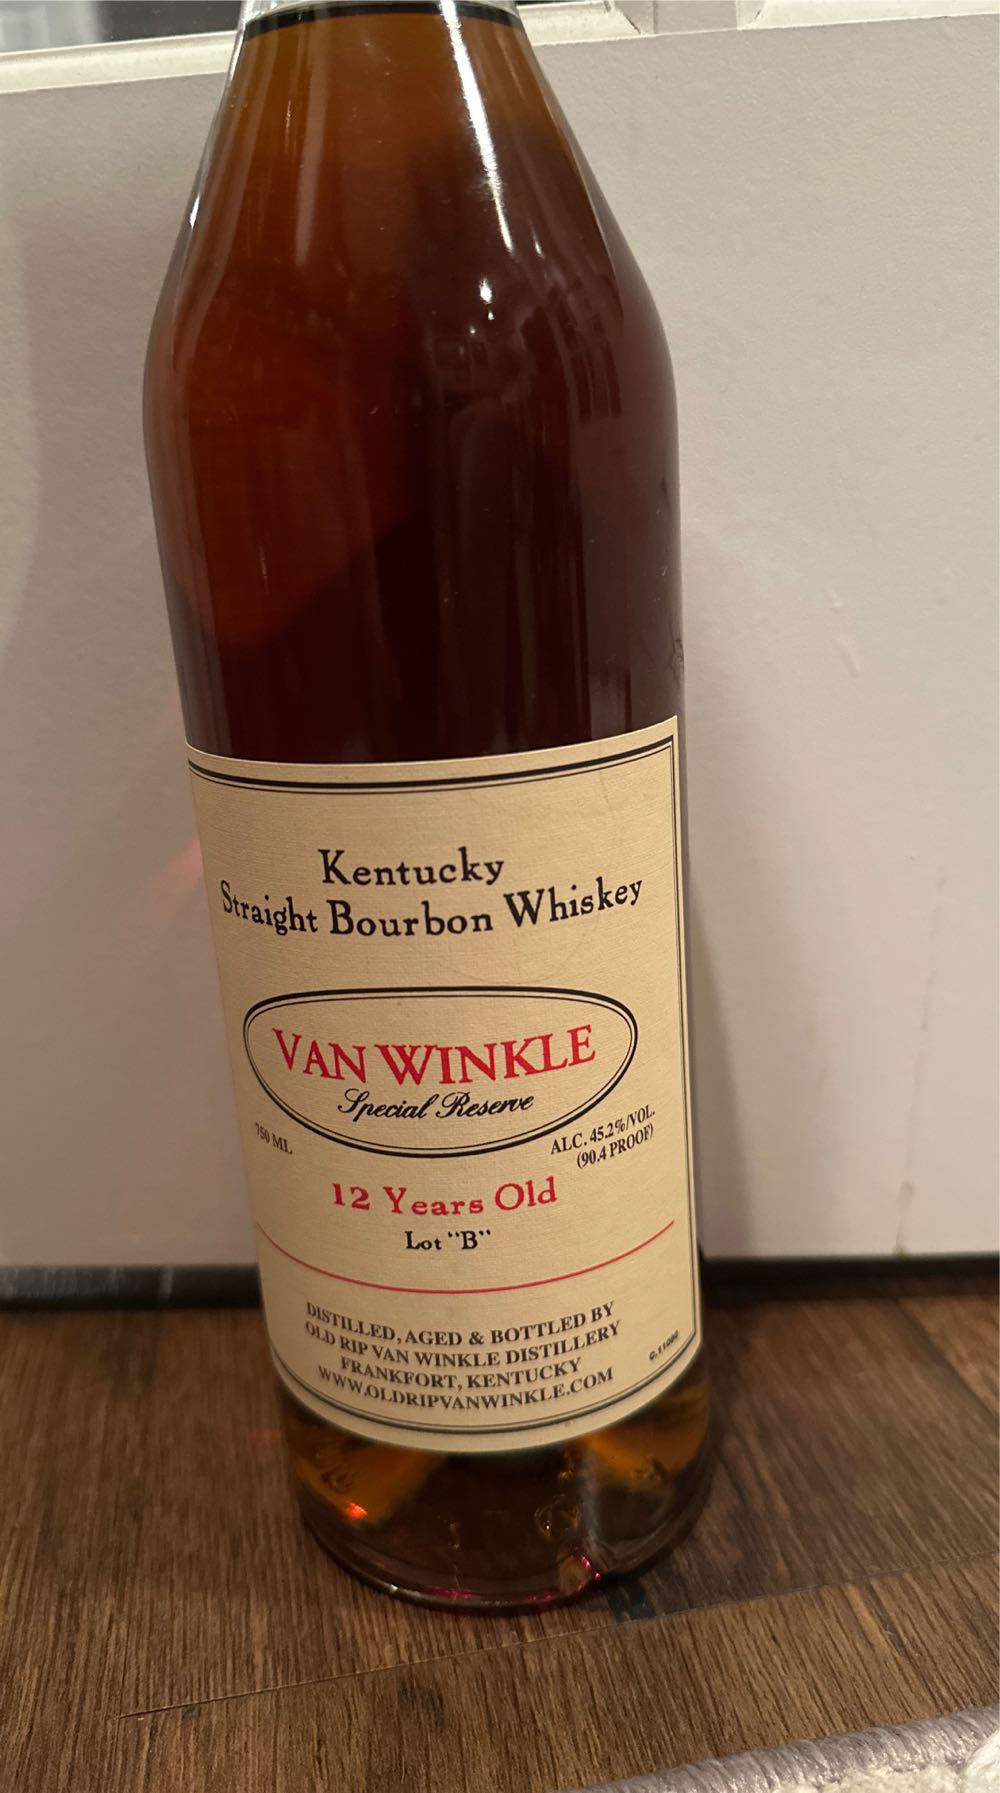 Kentucky
Straight Bourbon Whiskey
VAN WINKLE
Special Reserve
750 ML
ALC. 45.2%/VOL.
(90.4 PROOF)
12 Years Old
Lot "B"
DISTILLED, AGED & BOTTLED BY
OLD RIP VAN WINKLE DISTILLERY
FRANKFORT, KENTUCKY
WWW.OLDRIPVANWINKLE.COM